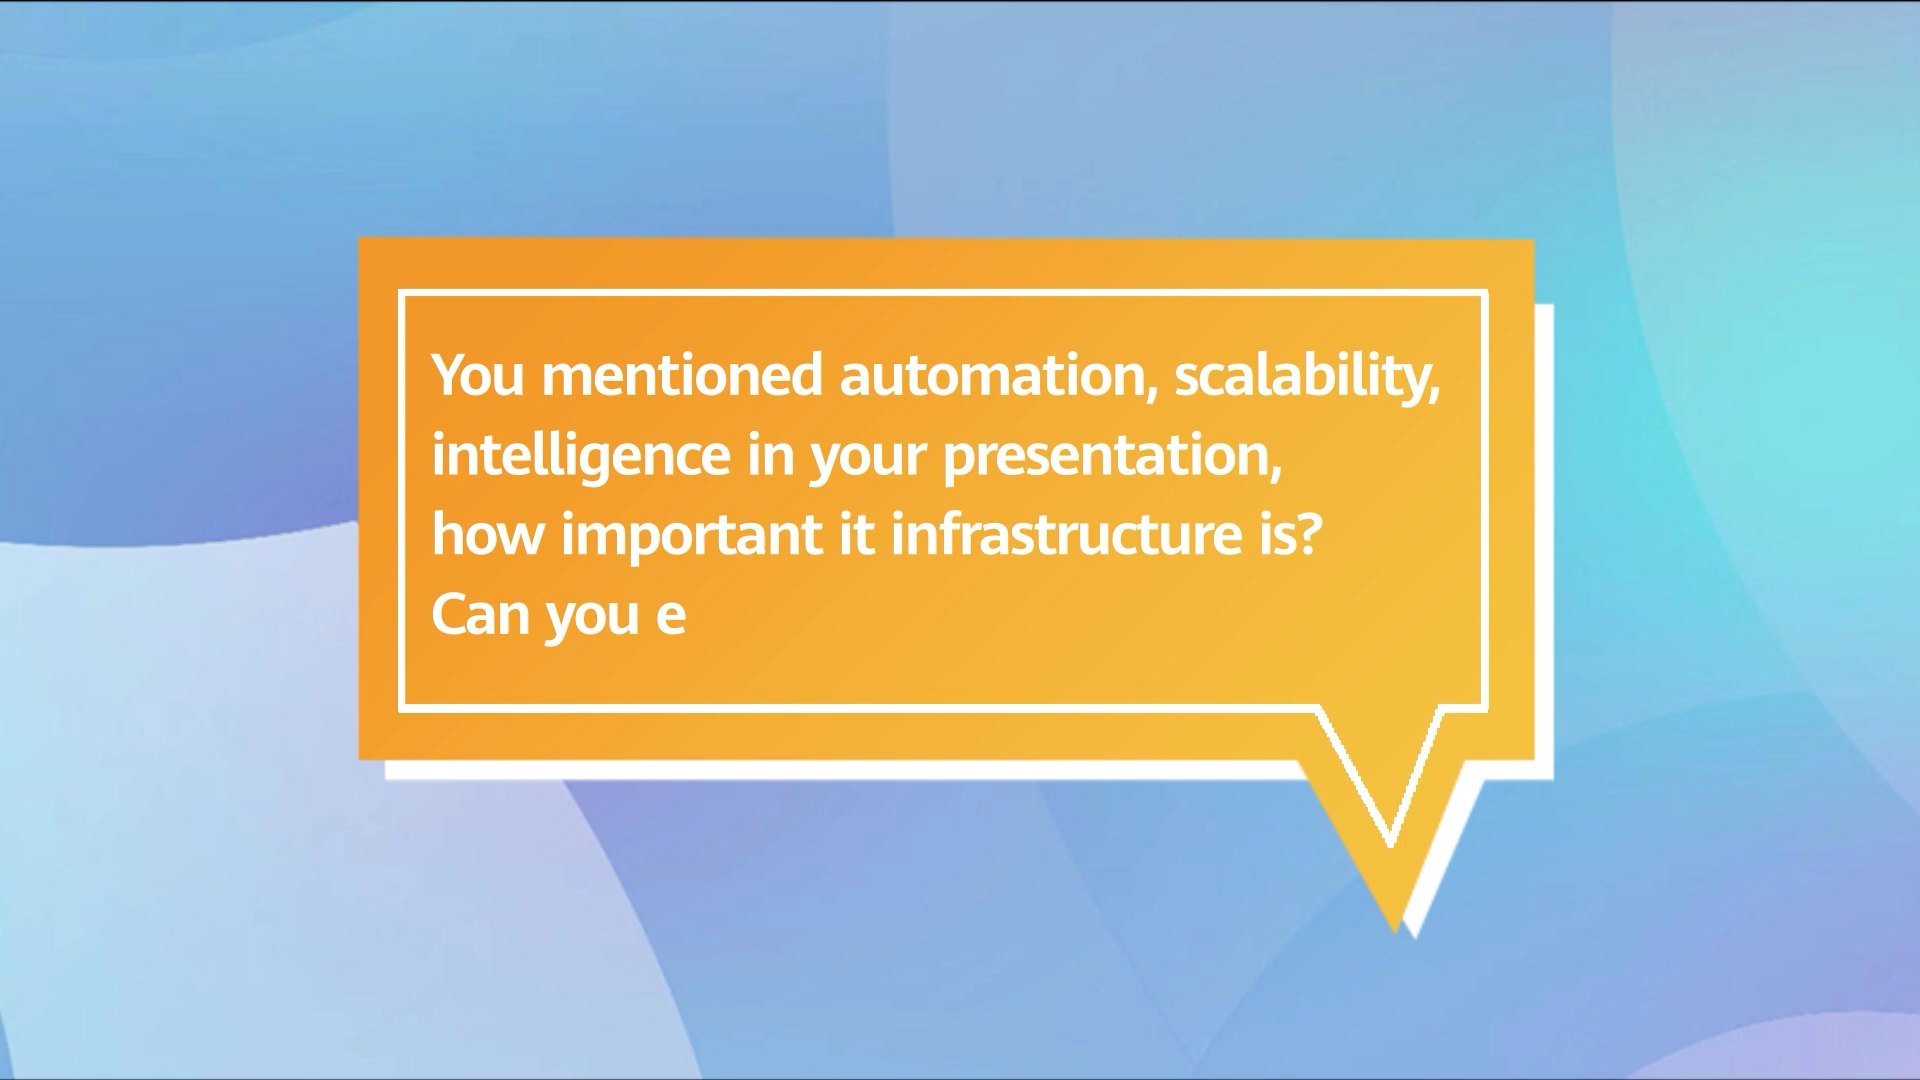 You mentioned automation, scalability,
intelligence in your presentation,
how important it infrastructure is?
Can you e